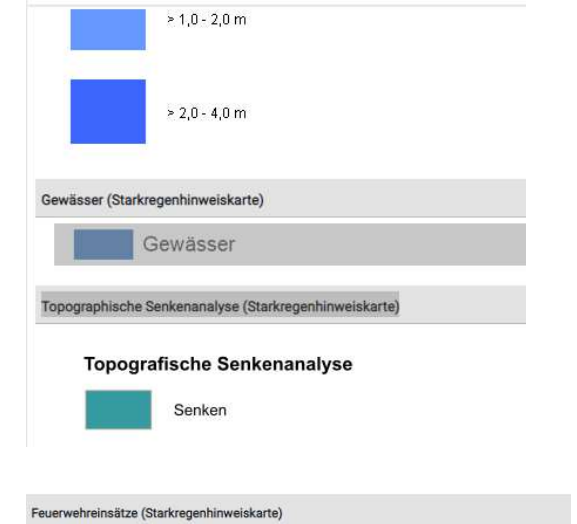 > 1,0 - 2,0 m
> 2,0 - 4,0 m
Gewässer (Starkregenhinweiskarte)
Gewässer
Topographische Senkenanalyse (Starkregenhinweiskarte)
Topografische Senkenanalyse
Senken
Feuerwehreinsätze (Starkregenhinweiskarte)